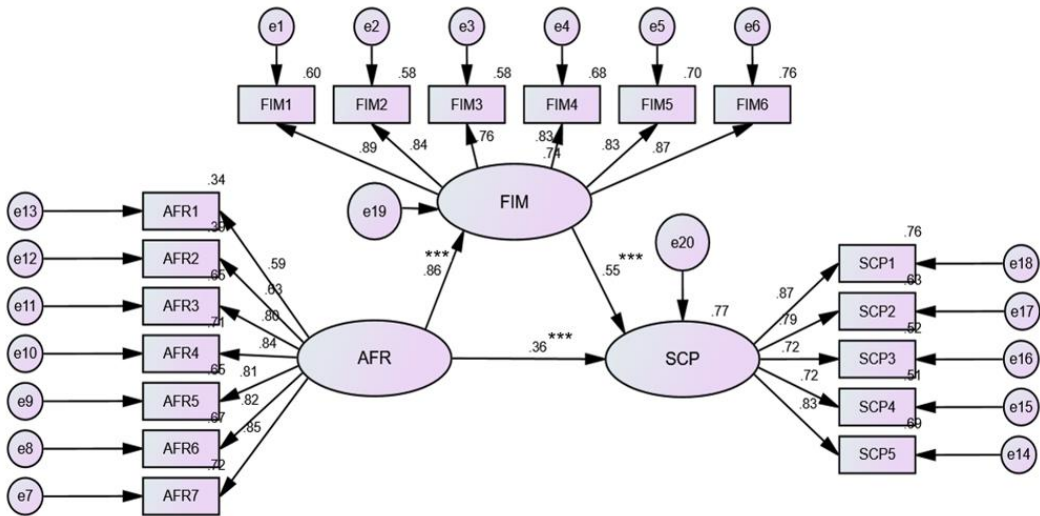 e1 e2 e3 e4 e5 e6
.60 .58 .58 .68 .70 .76
FIM1 FIM2 FIM3 FIM4 FIM5 FIM6
.89 .84 .76 .83 .83 .87
.74
FIM
e19
e20
*** .86
.55 ***
.36 ***
AFR
SCP
.77
.34
e13 AFR1 .59
.39
e12 AFR2 .63
.65
e11 AFR3 .80
.71
e10 AFR4 .84
.65
e9 AFR5 .81
.67
e8 AFR6 .82
.72
e7 AFR7 .85
.76
.87 SCP1 e18
.63
.79 SCP2 e17
.52
.72 SCP3 e16
.51
.72 SCP4 e15
.69
.83 SCP5 e14